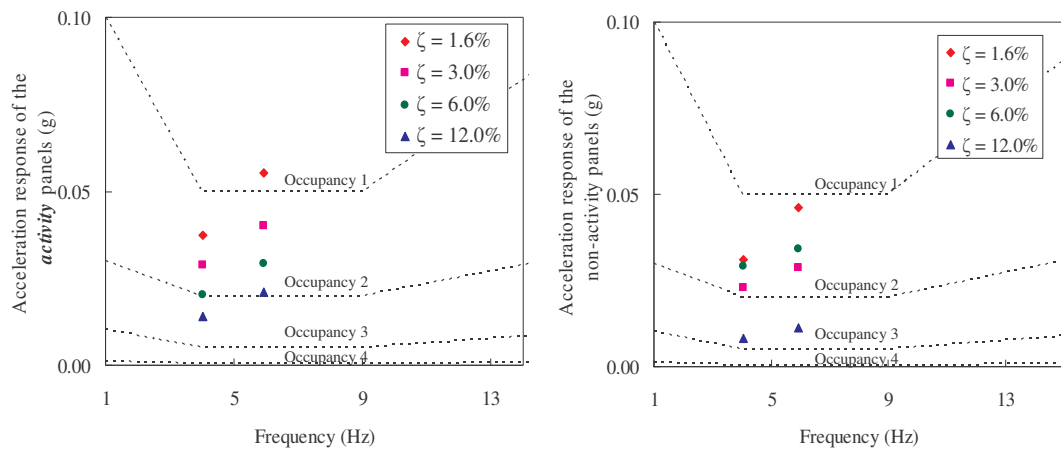 Acceleration response of the
activity panels (g)
0.10
0.05
0.00
ζ = 1.6%
ζ = 3.0%
ζ = 6.0%
ζ = 12.0%
Occupancy 1
Occupancy 2
Occupancy 3
Occupancy 4
1
5
9
13
Frequency (Hz)
Acceleration response of the
non-activity panels (g)
0.10
0.05
0.00
ζ = 1.6%
ζ = 3.0%
ζ = 6.0%
ζ = 12.0%
Occupancy 1
Occupancy 2
Occupancy 3
Occupancy 4
1
5
9
13
Frequency (Hz)